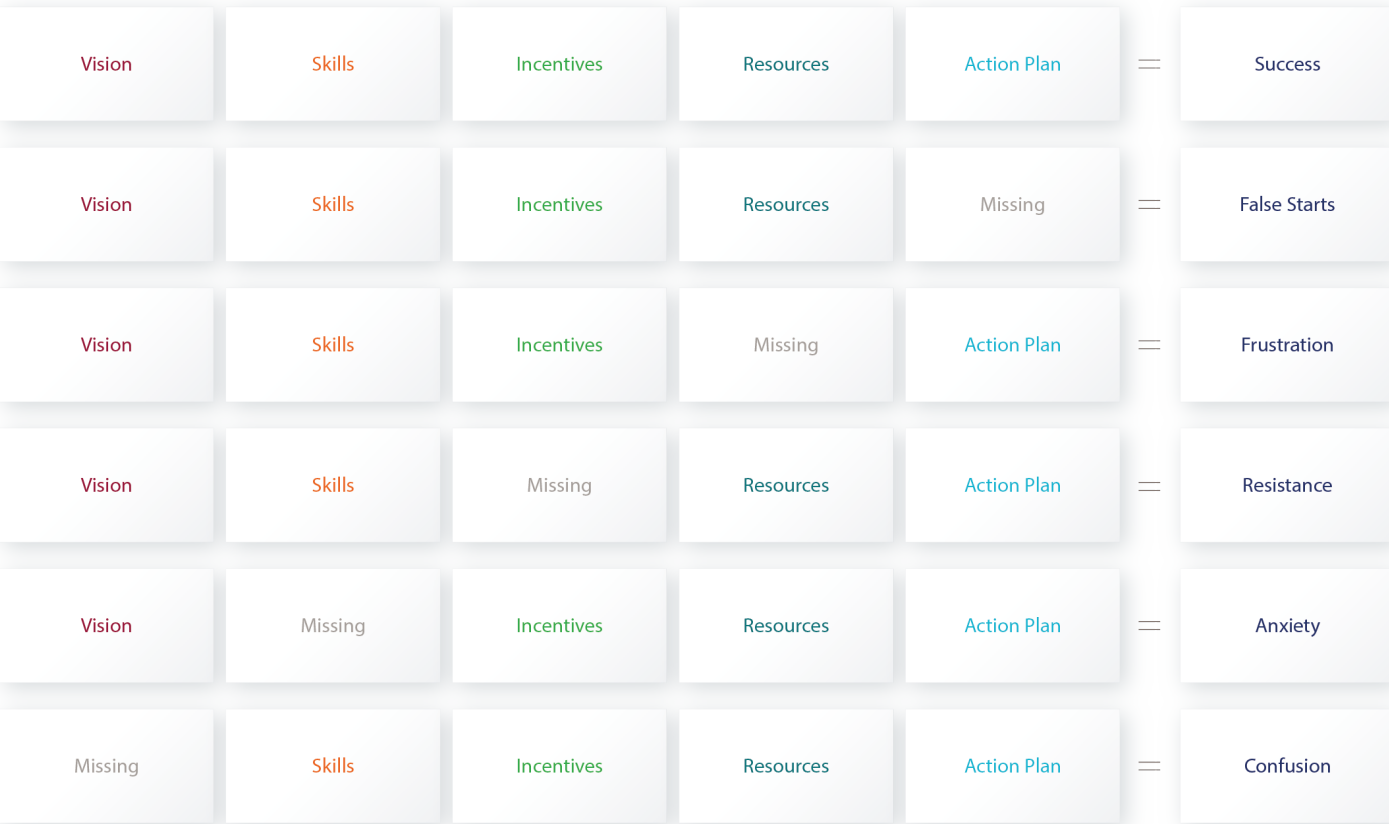 Vision Skills Incentives Resources Action Plan = Success
Vision Skills Incentives Resources Missing = False Starts
Vision Skills Incentives Missing Action Plan = Frustration
Vision Skills Missing Resources Action Plan = Resistance
Vision Missing Incentives Resources Action Plan = Anxiety
Missing Skills Incentives Resources Action Plan = Confusion